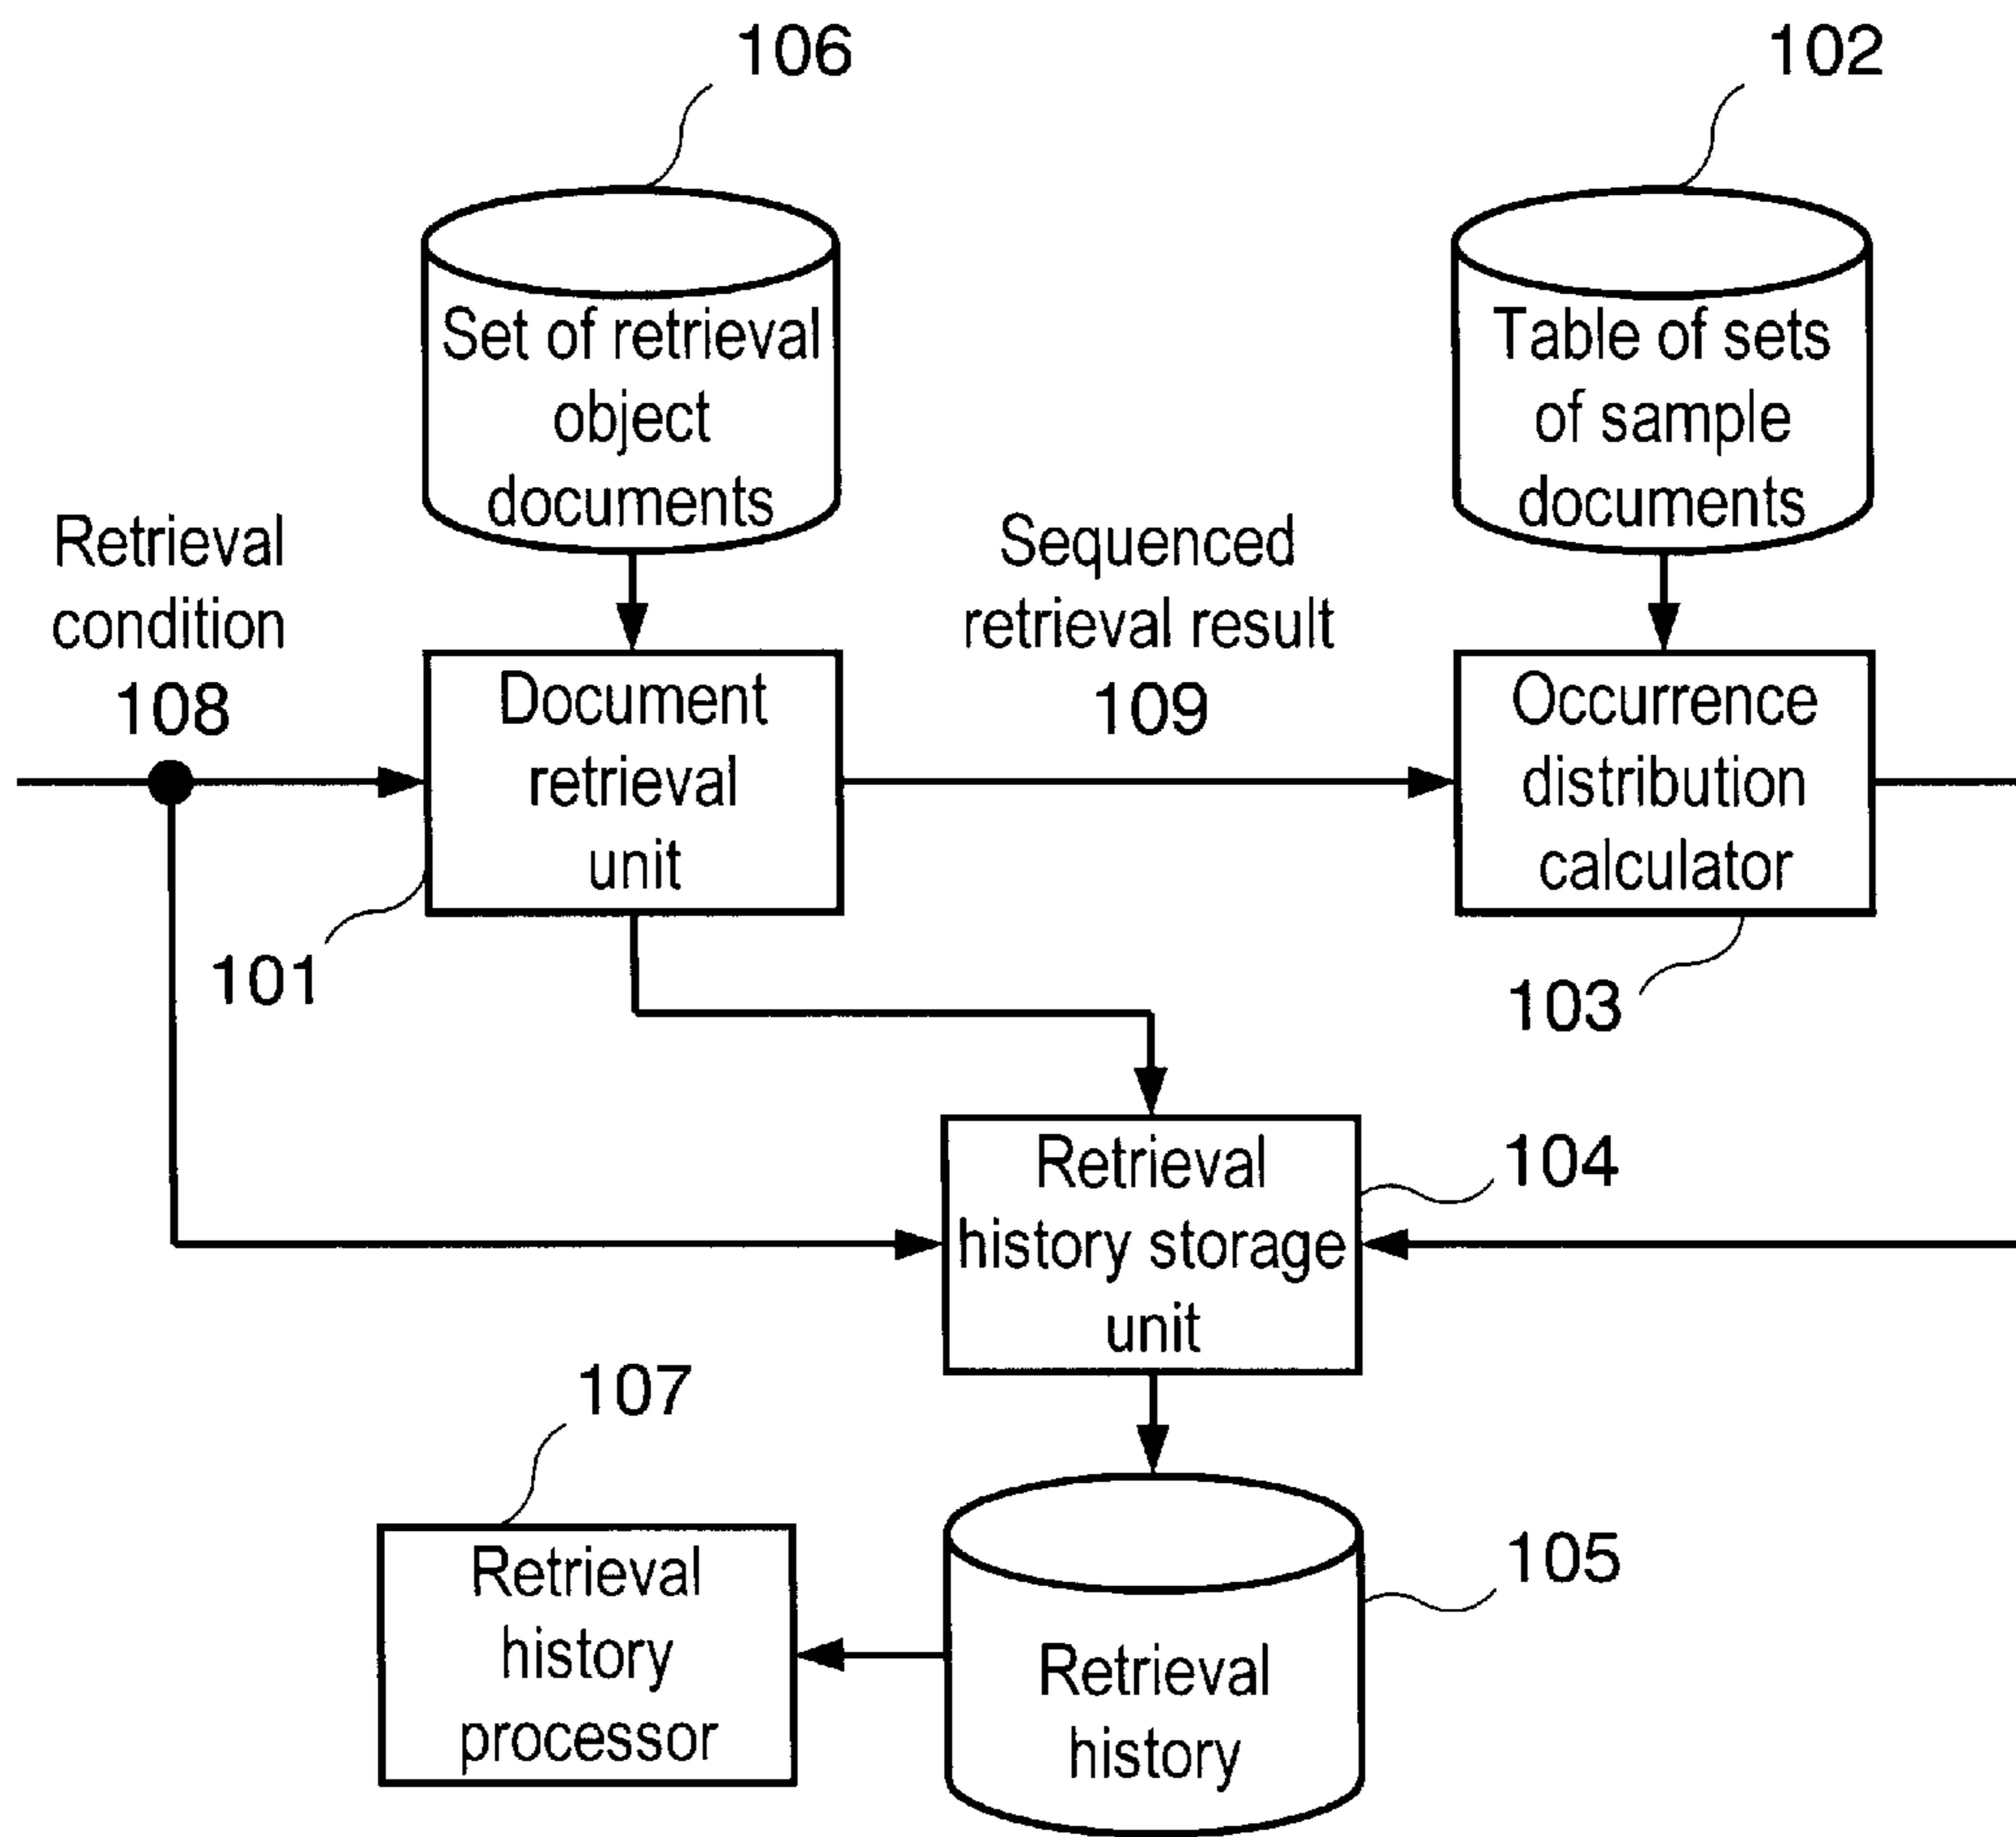 106
102
Set of retrieval
object
documents
Table of sets
of sample
documents
Retrieval
condition
108
Sequenced
retrieval result
109
Document
retrieval
unit
Occurrence
distribution
calculator
101
103
Retrieval
history storage
unit
104
107
Retrieval
history
processor
Retrieval
history
105